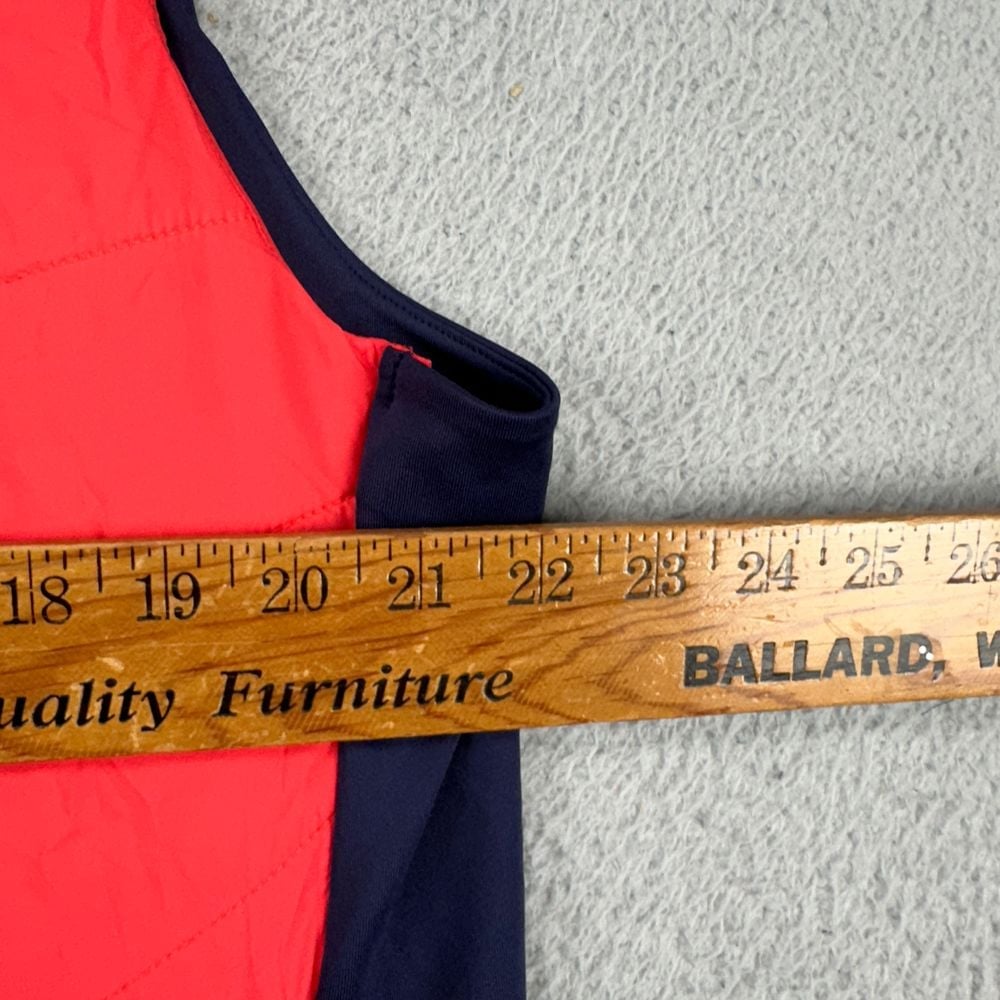 18 19 20 21 22 23 24 25 26
uality Furniture BALLARD, W